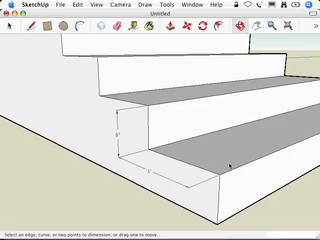 SketchUp File Edit View Camera Draw Tools Window Help
Untitled
6"
1'
Select an edge, curve, or two points to dimension, or drag one to move.